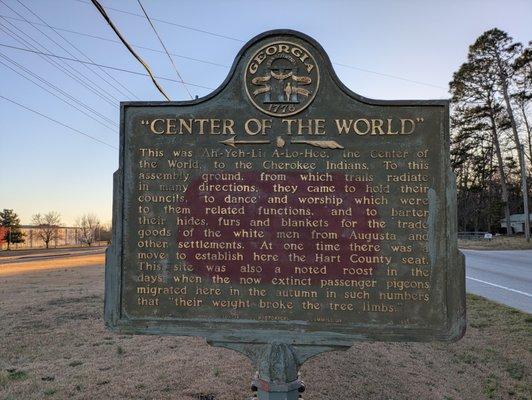 GEORGIA
1776
"CENTER OF THE WORLD"
This was Ah-Yeh-Li A-Lo-Hee, the Center of
the World, to the Cherokee Indians. To this
assembly ground, from which trails radiate
in many directions, they came to hold their
councils, to dance and worship which were
to them related functions, and to barter
their hides, furs and blankets for the trade
goods of the white men from Augusta and
other settlements. At one time there was a
move to establish here the Hart County seat.
This site was also a noted roost in the
days when the now extinct passenger pigeons
migrated here in the autumn in such numbers
that "their weight broke the tree limbs."